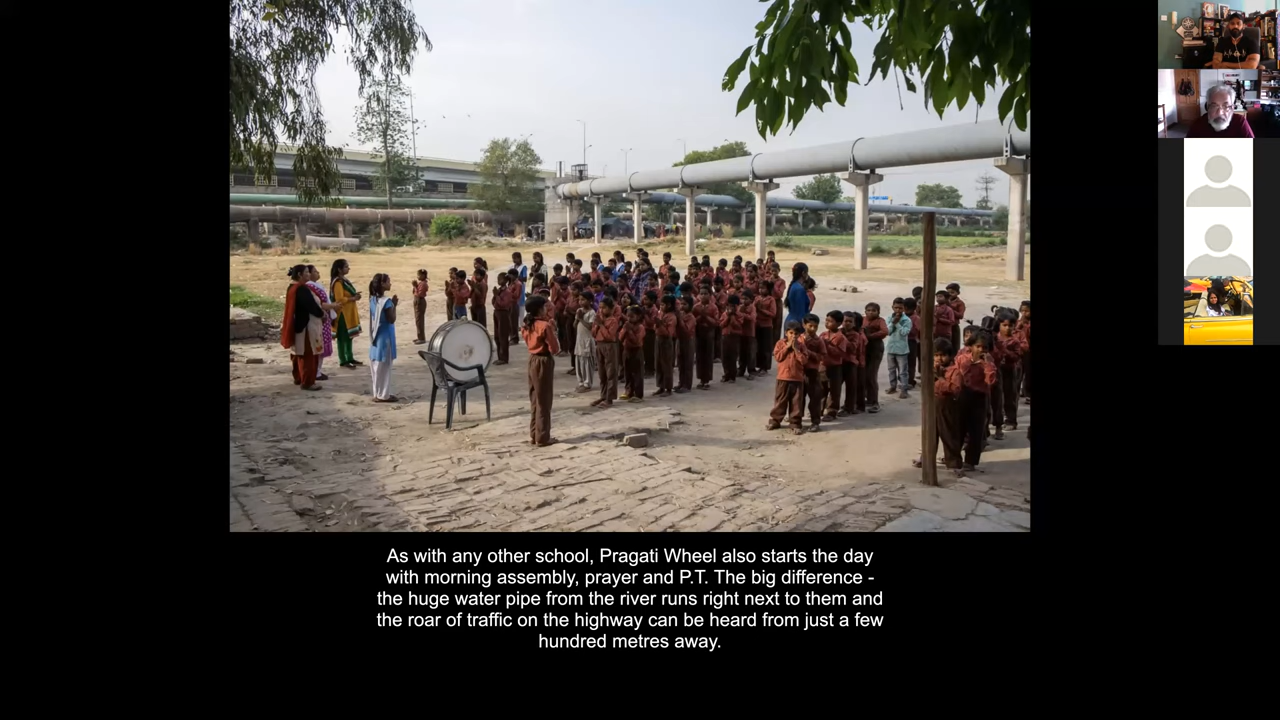 As with any other school, Pragati Wheel also starts the day
with morning assembly, prayer and P.T. The big difference -
the huge water pipe from the river runs right next to them and
the roar of traffic on the highway can be heard from just a few
hundred metres away.